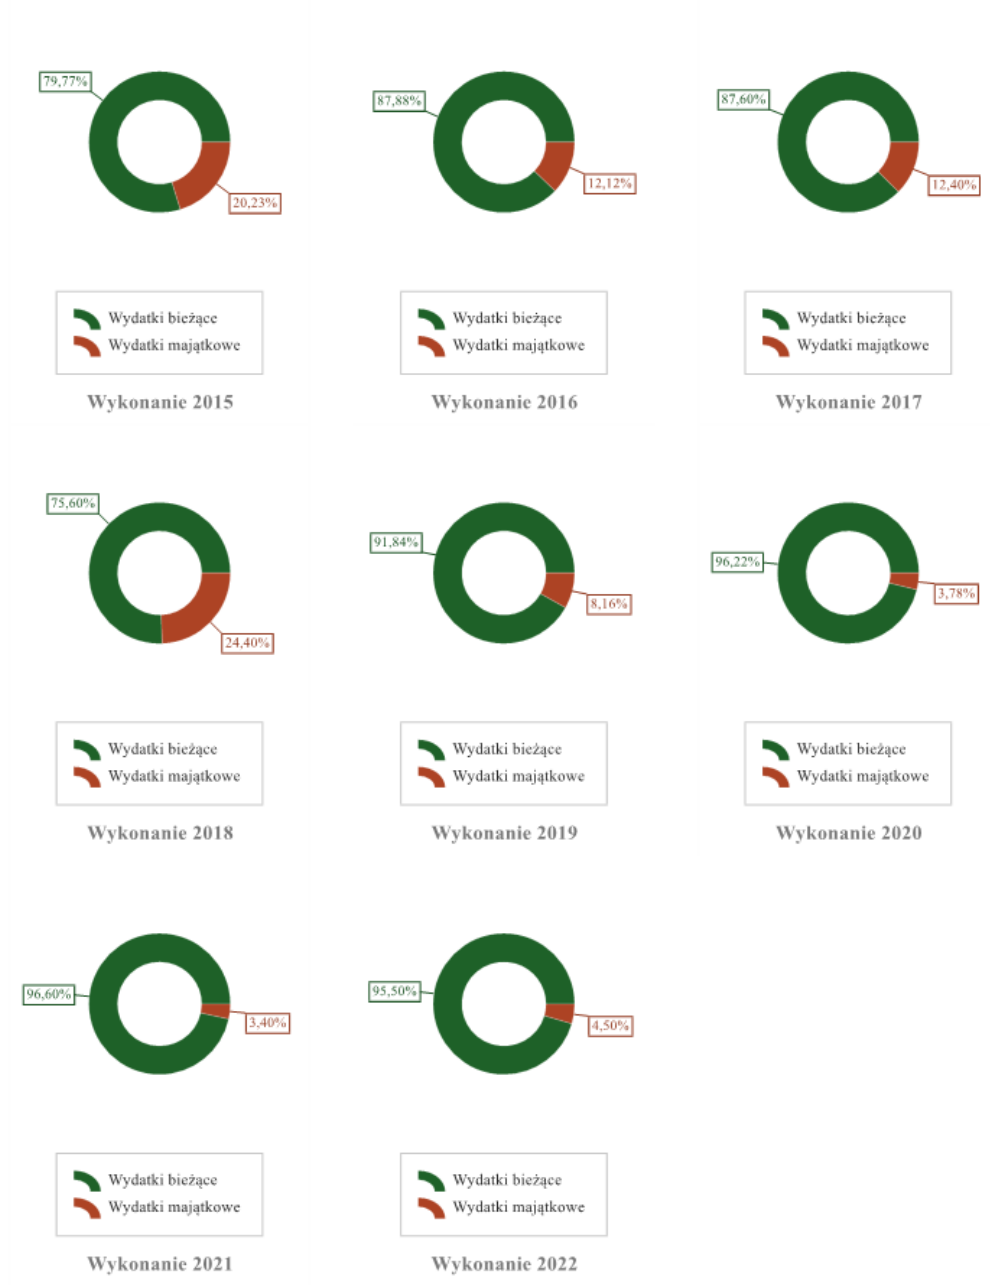 79,77%
20,23%
Wydatki bieżące
Wydatki majątkowe
Wykonanie 2015
87,88%
12,12%
Wydatki bieżące
Wydatki majątkowe
Wykonanie 2016
87,60%
12,40%
Wydatki bieżące
Wydatki majątkowe
Wykonanie 2017
75,60%
24,40%
Wydatki bieżące
Wydatki majątkowe
Wykonanie 2018
91,84%
8,16%
Wydatki bieżące
Wydatki majątkowe
Wykonanie 2019
96,22%
3,78%
Wydatki bieżące
Wydatki majątkowe
Wykonanie 2020
96,60%
3,40%
Wydatki bieżące
Wydatki majątkowe
Wykonanie 2021
95,50%
4,50%
Wydatki bieżące
Wydatki majątkowe
Wykonanie 2022